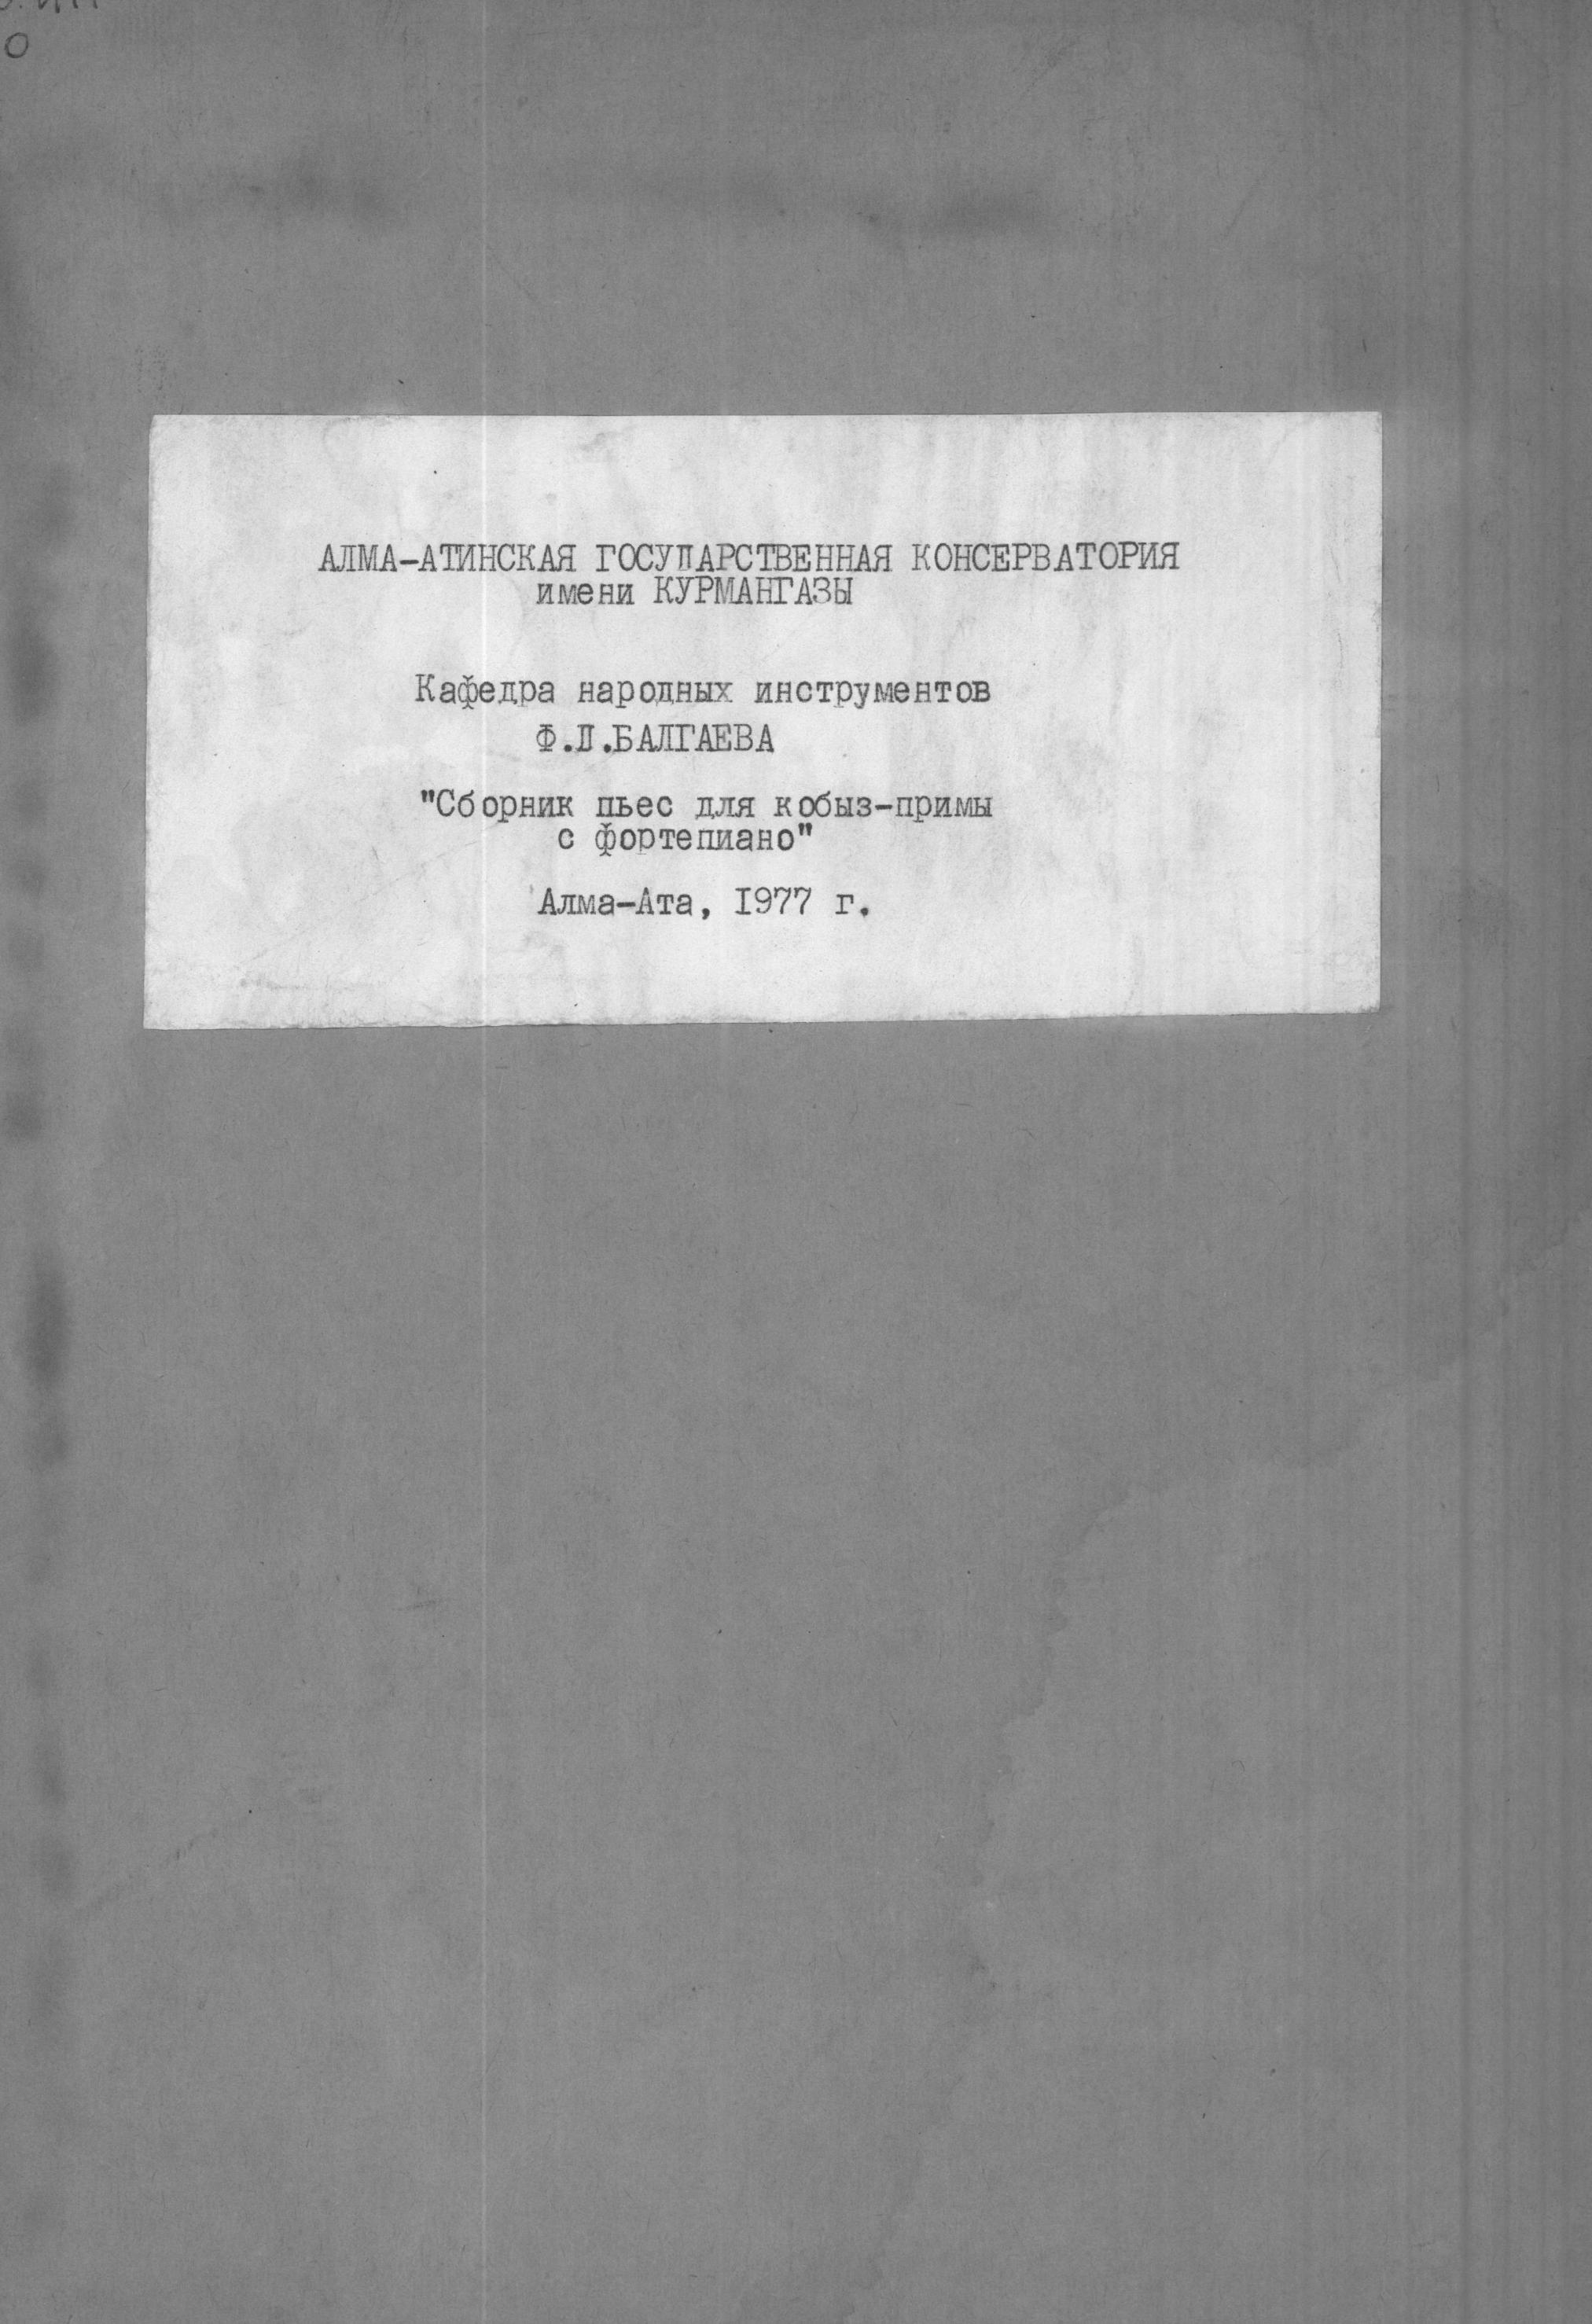 АЛМА-АТИНСКАЯ ГОСУДАРСТВЕННАЯ КОНСЕРВАТОРИЯ
имени КУРМАНГАЗЫ
Кафедра народных инструментов
Ф.Д.БАЛГАЕВА
"Сборник пьес для кобыз-примы
с фортепиано"
Алма-Ата, 1977 г.